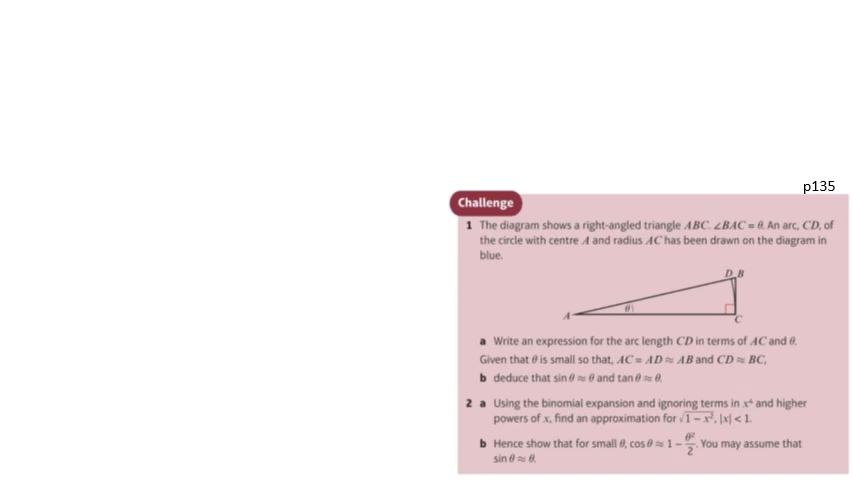 p135
Challenge
1 The diagram shows a right-angled triangle ABC. ∠BAC = θ. An arc, CD, of
the circle with centre A and radius AC has been drawn on the diagram in
blue.
D B
A θ
C
a Write an expression for the arc length CD in terms of AC and θ.
Given that θ is small so that, AC = AD ≈ AB and CD ≈ BC,
b deduce that sin θ ≈ θ and tan θ ≈ θ.
2 a Using the binomial expansion and ignoring terms in x⁴ and higher
powers of x, find an approximation for √(1 − x²), |x| < 1.
b Hence show that for small θ, cos θ ≈ 1 − θ²/2. You may assume that
sin θ ≈ θ.